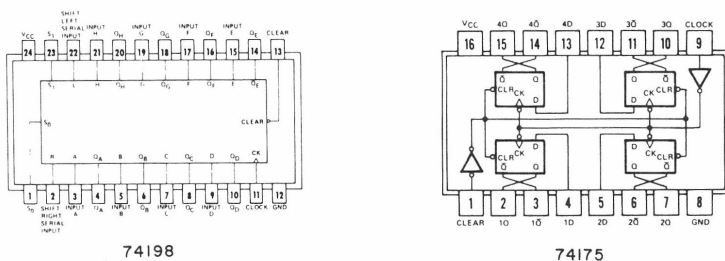 SHIFT LEFT SERIAL INPUT
VCC S1 INPUT H QH INPUT G QG INPUT F QF INPUT E QE CLEAR
24 23 22 21 20 19 18 17 16 15 14 13
S1 L H QH G QG F QF E QE
S0 CLEAR
R A QA B QB C QC D QD CK
1 2 3 4 5 6 7 8 9 10 11 12
S0 SHIFT RIGHT SERIAL INPUT INPUT A QA INPUT B QB INPUT C QC INPUT D QD CLOCK GND
74198
VCC 4Q 4Q̅ 4D 3D 3Q̅ 3Q CLOCK
16 15 14 13 12 11 10 9
Q̅ Q Q Q̅
CLR CK D D CK CLR
CLR CK D D CK CLR
Q̅ Q Q Q̅
1 2 3 4 5 6 7 8
CLEAR 1Q 1Q̅ 1D 2D 2Q̅ 2Q GND
74175